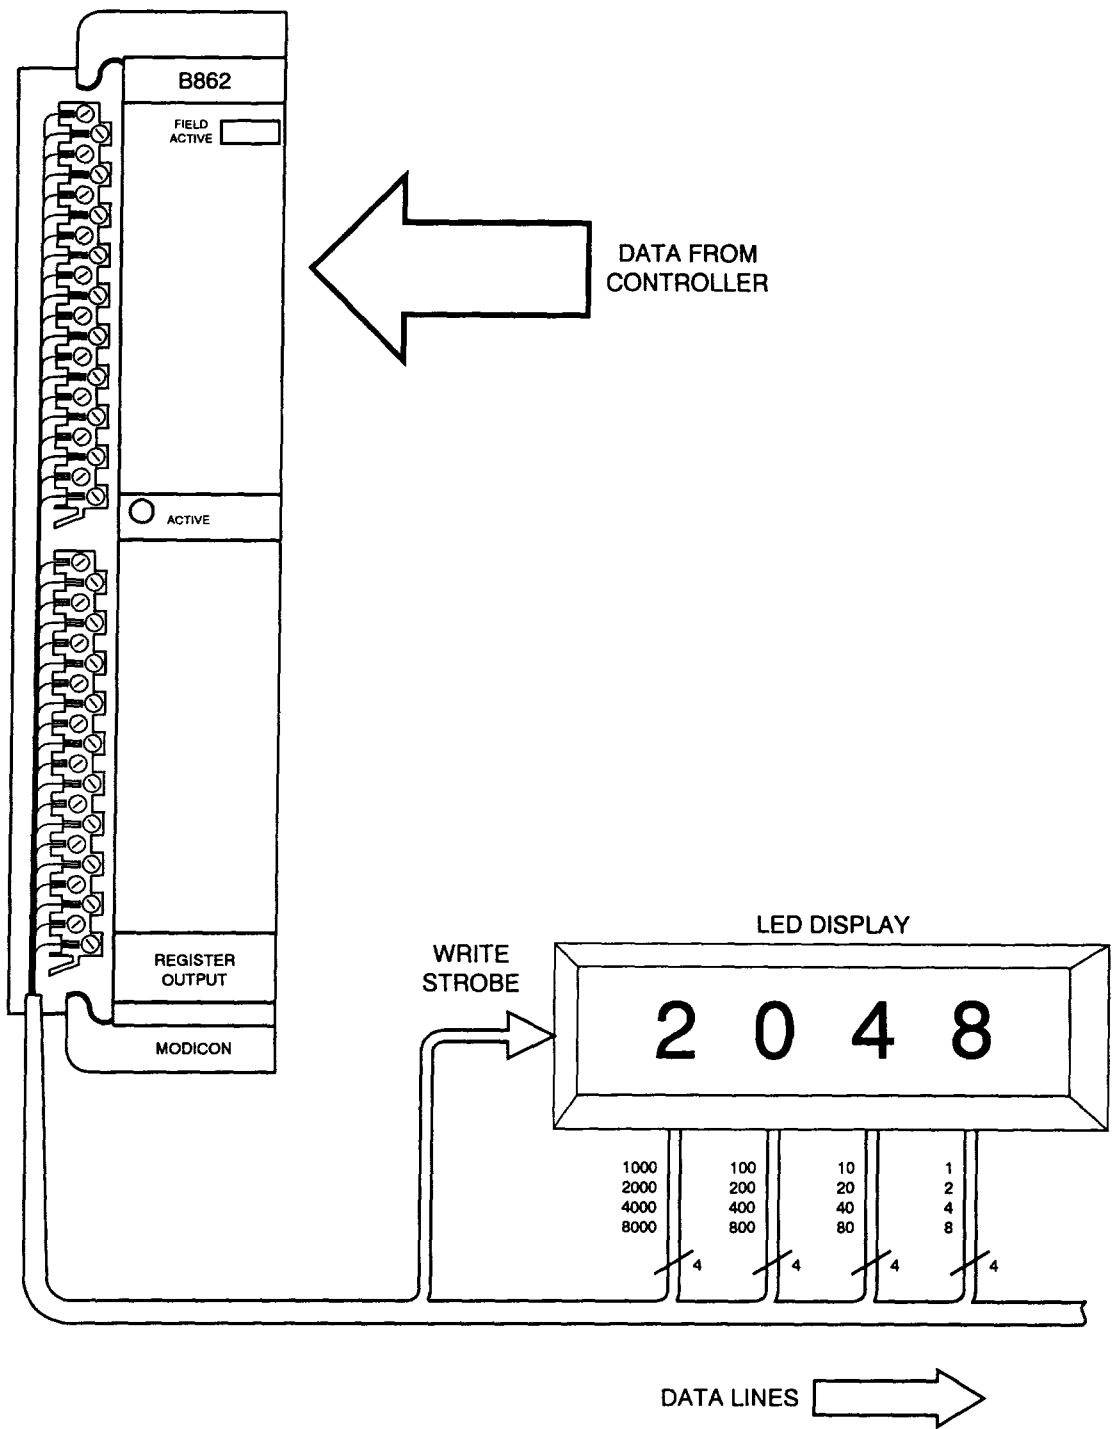 B862
FIELD
ACTIVE
DATA FROM
CONTROLLER
ACTIVE
REGISTER
OUTPUT
MODICON
WRITE
STROBE
LED DISPLAY
2 0 4 8
1000 100 10 1
2000 200 20 2
4000 400 40 4
8000 800 80 8
4 4 4 4
DATA LINES